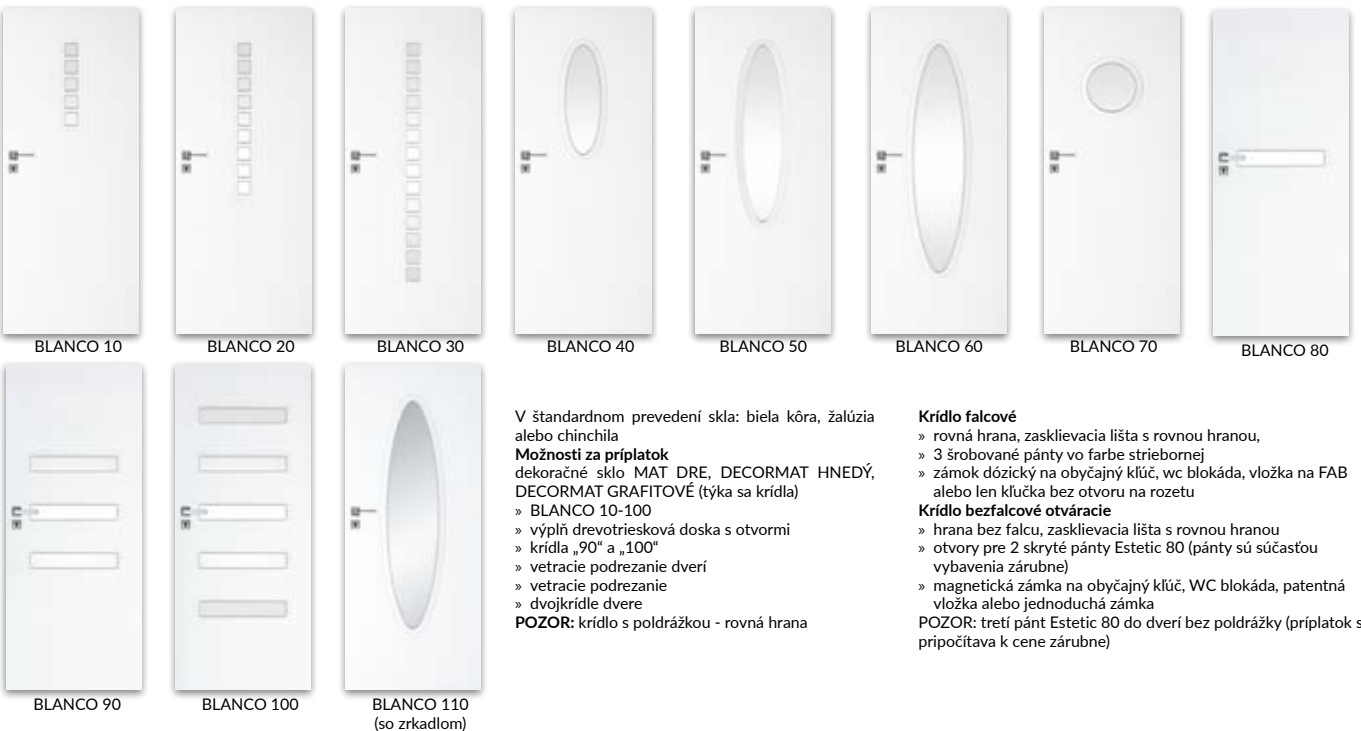 BLANCO 10
BLANCO 20
BLANCO 30
BLANCO 40
BLANCO 50
BLANCO 60
BLANCO 70
BLANCO 80
BLANCO 90
BLANCO 100
BLANCO 110
(so zrkadlom)
V štandardnom prevedení skla: biela kôra, žalúzia
alebo chinchila
Možnosti za príplatok
dekoračné sklo MAT DRE, DECORMAT HNEDÝ,
DECORMAT GRAFITOVÉ (týka sa krídla)
» BLANCO 10-100
» výplň drevotriesková doska s otvormi
» krídla „90“ a „100“
» vetracie podrezanie dverí
» vetracie podrezanie
» dvojkrídle dvere
POZOR: krídlo s poldrážkou - rovná hrana
Krídlo falcové
» rovná hrana, zasklievacia lišta s rovnou hranou,
» 3 šrobované pánty vo farbe striebornej
» zámok dózický na obyčajný kľúč, wc blokáda, vložka na FAB
alebo len kľučka bez otvoru na rozetu
Krídlo bezfalcové otváracie
» hrana bez falcu, zasklievacia lišta s rovnou hranou
» otvory pre 2 skryté pánty Estetic 80 (pánty sú súčasťou
vybavenia zárubne)
» magnetická zámka na obyčajný kľúč, WC blokáda, patentná
vložka alebo jednoduchá zámka
POZOR: tretí pánt Estetic 80 do dverí bez poldrážky (príplatok s
pripočítava k cene zárubne)